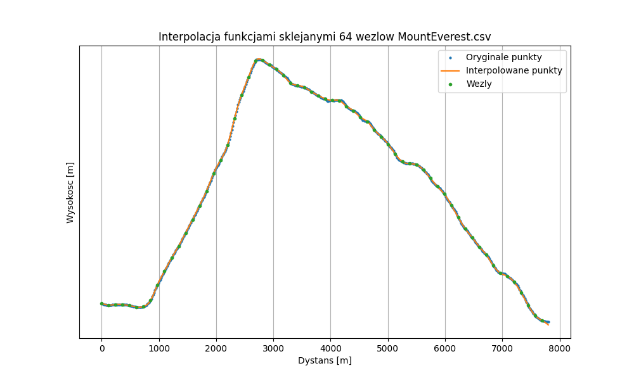 Interpolacja funkcjami sklejanymi 64 wezlow MountEverest.csv
Oryginale punkty
Interpolowane punkty
Wezly
Wysokosc [m]
0 1000 2000 3000 4000 5000 6000 7000 8000
Dystans [m]